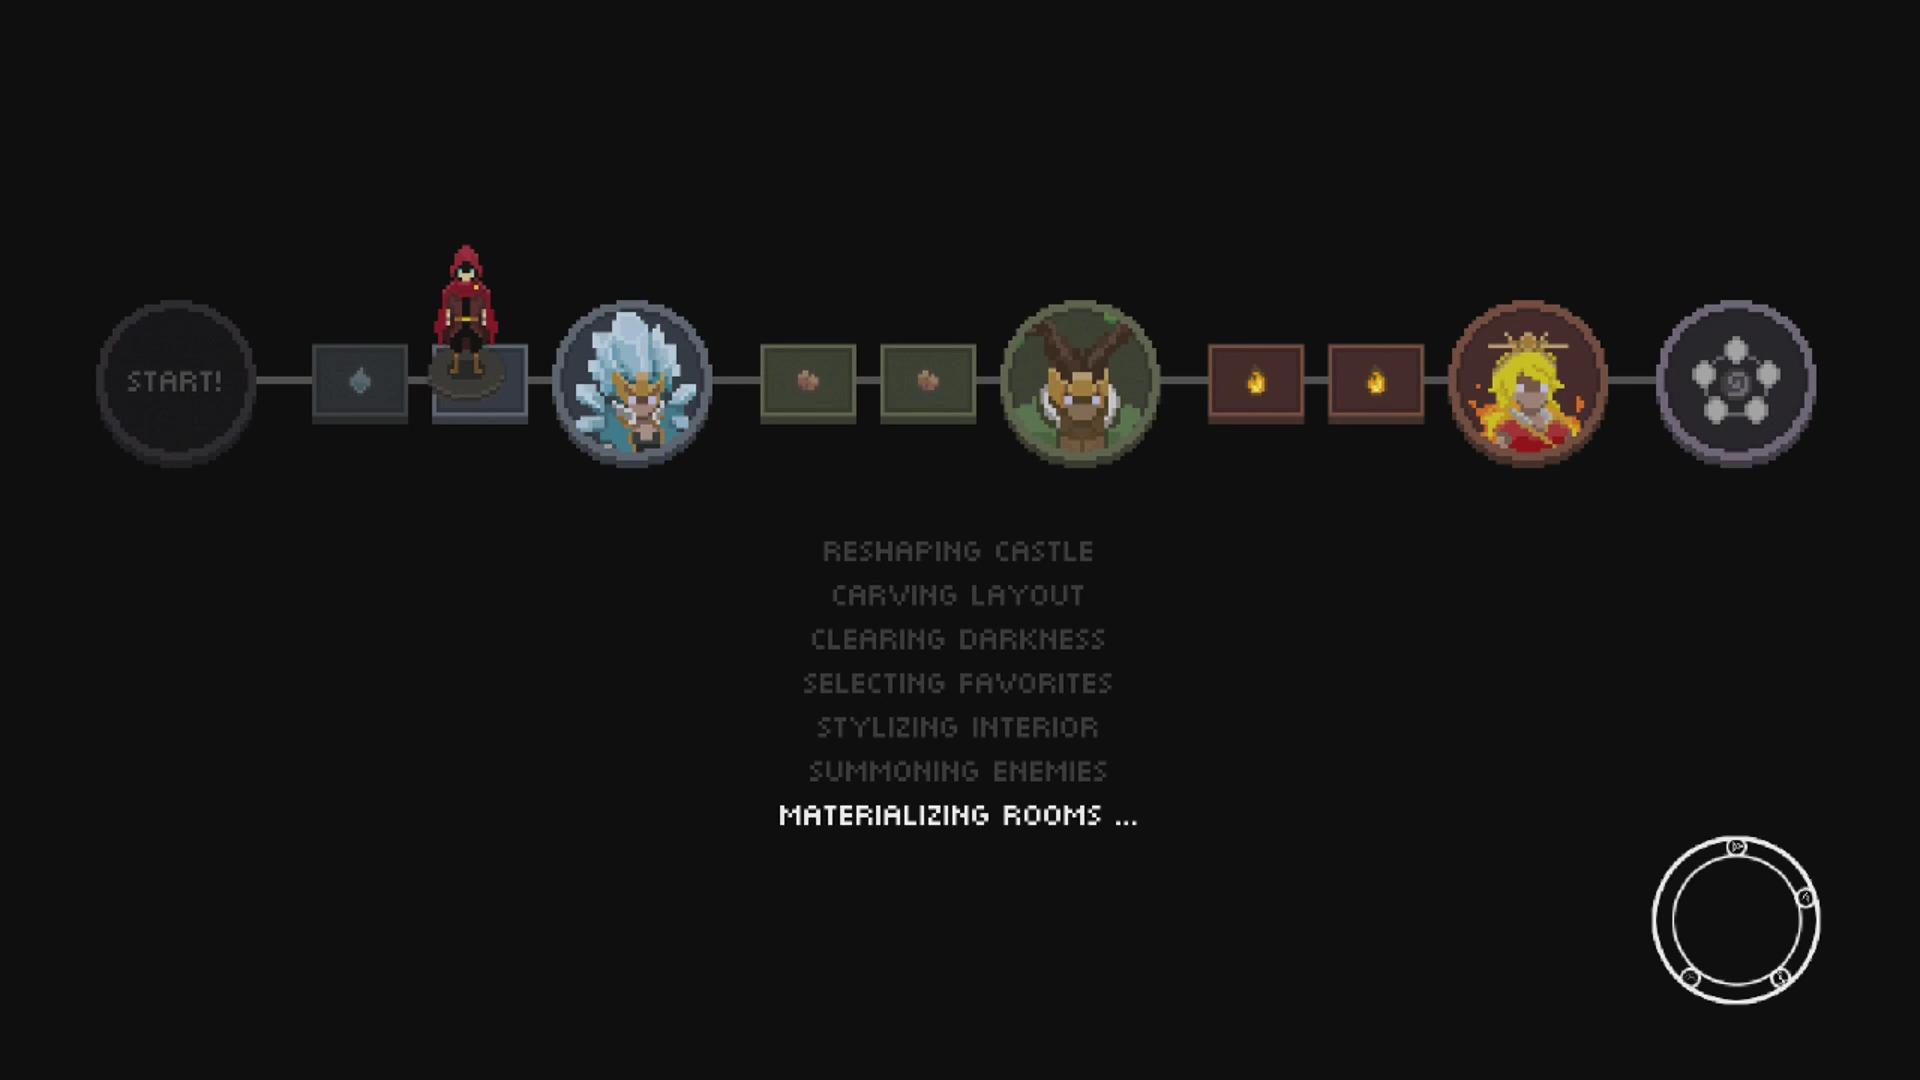 START!
RESHAPING CASTLE
CARVING LAYOUT
CLEARING DARKNESS
SELECTING FAVORITES
STYLIZING INTERIOR
SUMMONING ENEMIES
MATERIALIZING ROOMS ...